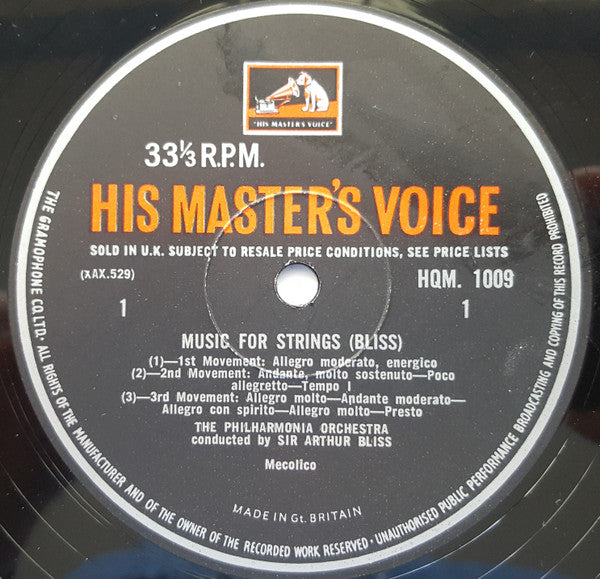 "HIS MASTER'S VOICE"
33⅓ R.P.M.
HIS MASTER'S VOICE
SOLD IN U.K. SUBJECT TO RESALE PRICE CONDITIONS, SEE PRICE LISTS
(XAX.529)
HQM. 1009
1
1
MUSIC FOR STRINGS (BLISS)
(1)—1st Movement: Allegro moderato, energico
(2)—2nd Movement: Andante, molto sostenuto—Poco
allegretto—Tempo I
(3)—3rd Movement: Allegro molto—Andante moderato—
Allegro con spirito—Allegro molto—Presto
THE PHILHARMONIA ORCHESTRA
conducted by SIR ARTHUR BLISS
Mecolico
MADE IN Gt. BRITAIN
THE GRAMOPHONE CO. LTD. · ALL RIGHTS OF THE MANUFACTURER AND OF THE OWNER OF THE RECORDED WORK RESERVED · UNAUTHORISED PUBLIC PERFORMANCE BROADCASTING AND COPYING OF THIS RECORD PROHIBITED